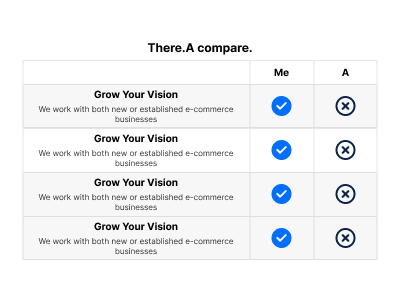 There.A compare.
Me A
Grow Your Vision
We work with both new or established e-commerce
businesses
Grow Your Vision
We work with both new or established e-commerce
businesses
Grow Your Vision
We work with both new or established e-commerce
businesses
Grow Your Vision
We work with both new or established e-commerce
businesses